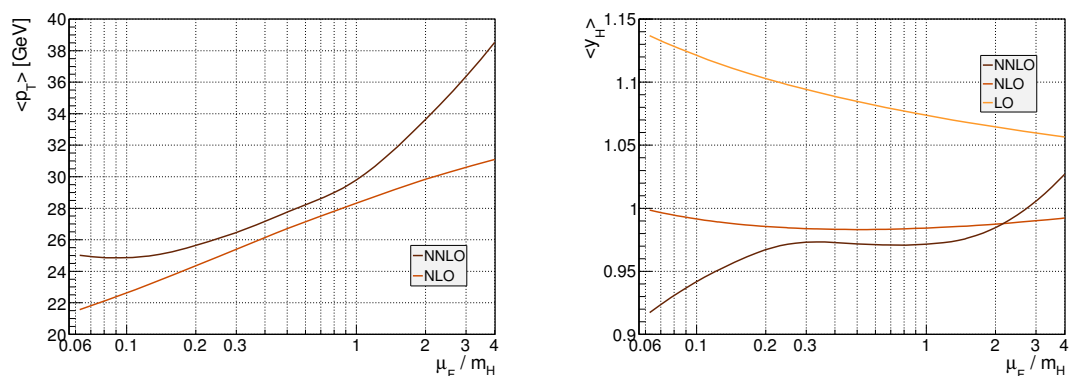 <p_T> [GeV]
40
38
36
34
32
30
28
26
24
22
20
NNLO
NLO
0.06 0.1 0.2 0.3 1 2 3 4
μ_F / m_H
<y_H>
1.15
1.1
1.05
1
0.95
0.9
NNLO
NLO
LO
0.06 0.1 0.2 0.3 1 2 3 4
μ_F / m_H